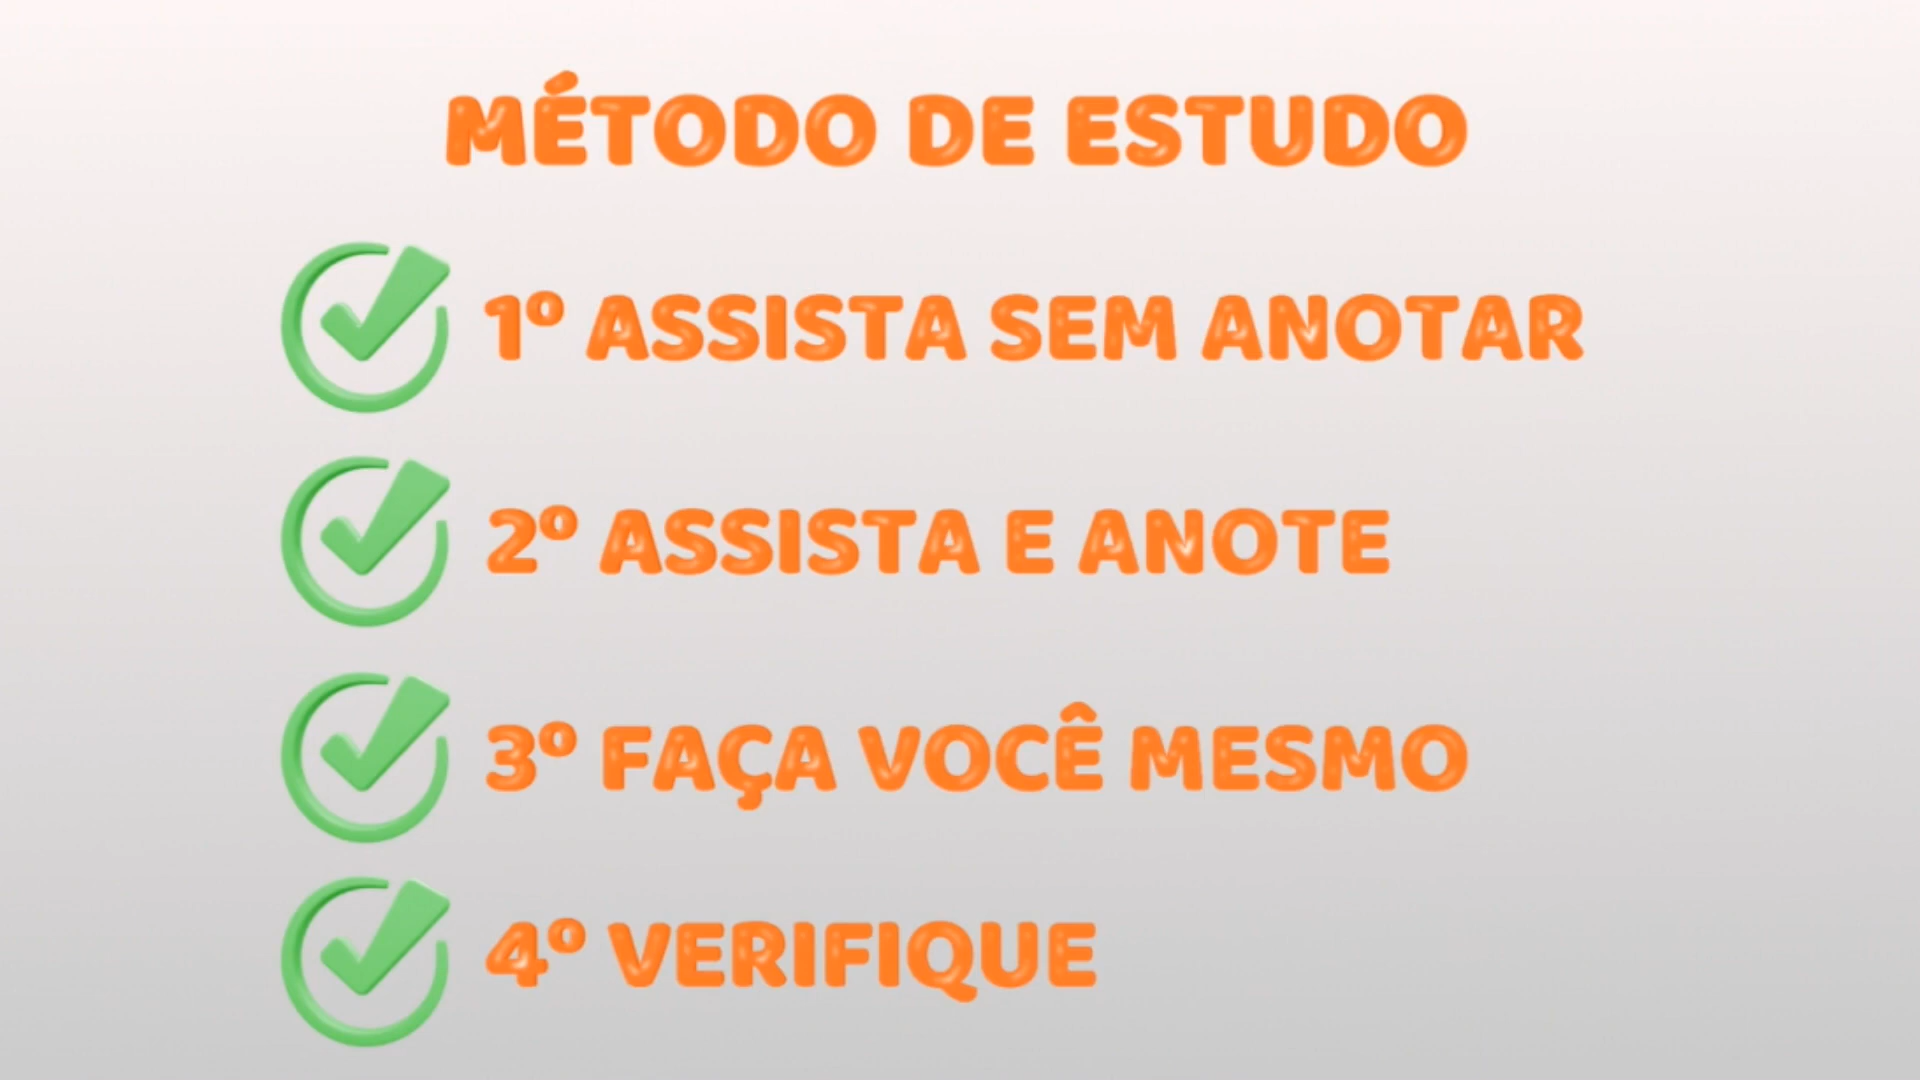 MÉTODO DE ESTUDO
1º ASSISTA SEM ANOTAR
2º ASSISTA E ANOTE
3º FAÇA VOCÊ MESMO
4º VERIFIQUE